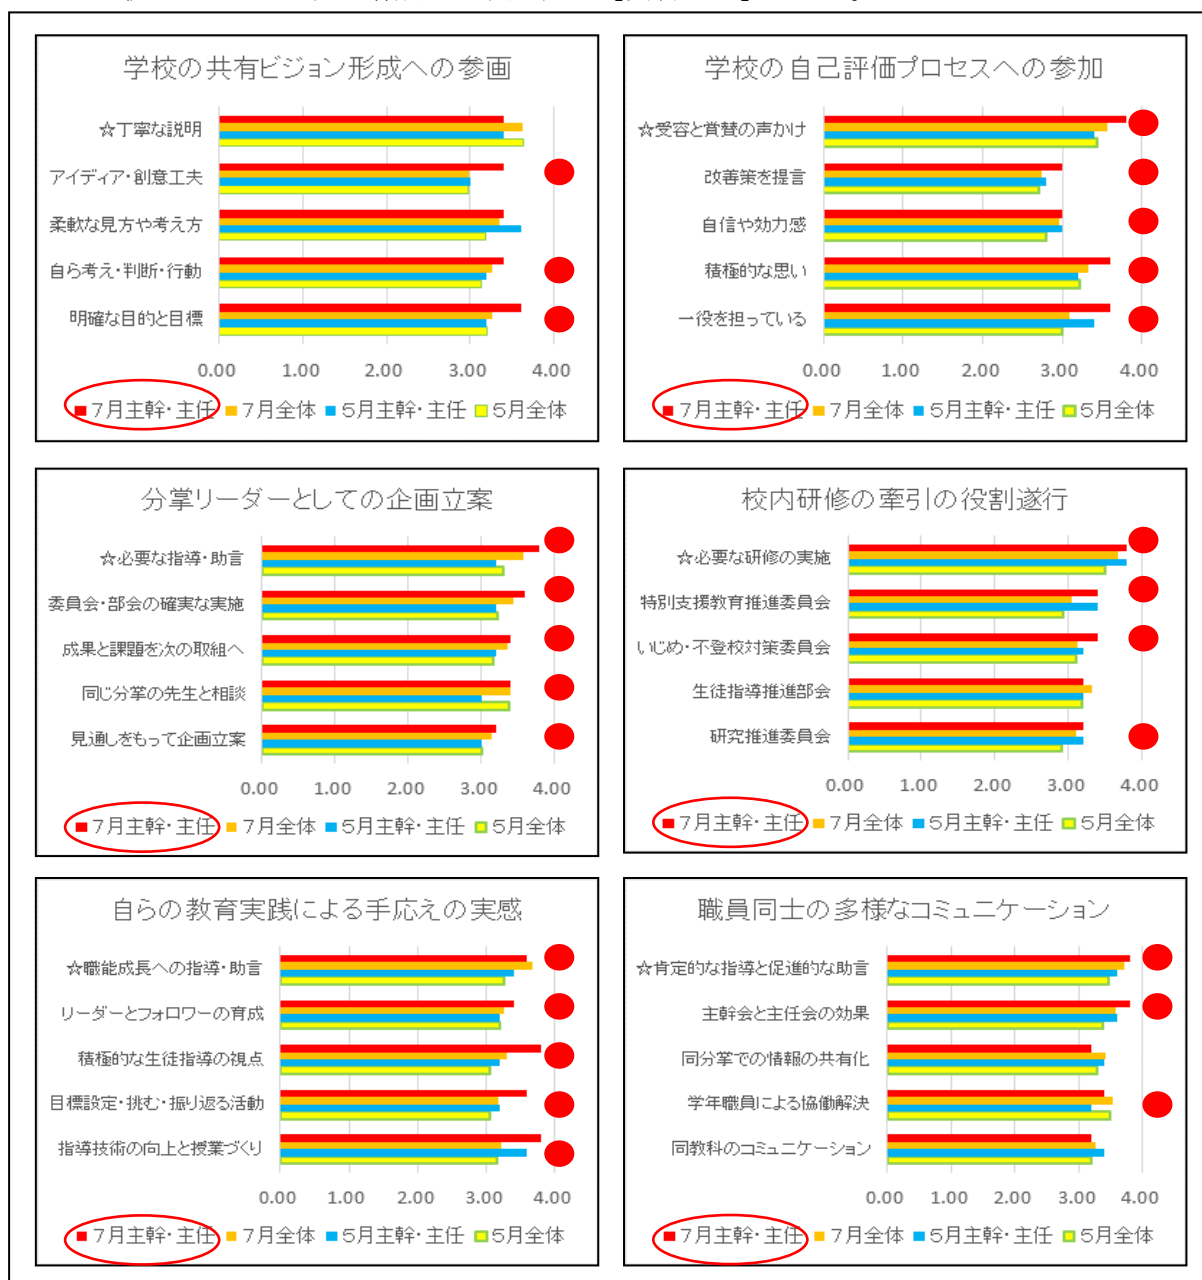 学校の共有ビジョン形成への参画
☆丁寧な説明
アイディア・創意工夫
柔軟な見方や考え方
自ら考え・判断・行動
明確な目的と目標
0.00 1.00 2.00 3.00 4.00
■7月主幹・主任 ■7月全体 ■5月主幹・主任 ■5月全体
学校の自己評価プロセスへの参加
☆受容と賞賛の声かけ
改善策を提言
自信や効力感
積極的な思い
一役を担っている
0.00 1.00 2.00 3.00 4.00
■7月主幹・主任 ■7月全体 ■5月主幹・主任 ■5月全体
分掌リーダーとしての企画立案
☆必要な指導・助言
委員会・部会の確実な実施
成果と課題を次の取組へ
同じ分掌の先生と相談
見通しをもって企画立案
0.00 1.00 2.00 3.00 4.00
■7月主幹・主任 ■7月全体 ■5月主幹・主任 ■5月全体
校内研修の牽引の役割遂行
☆必要な研修の実施
特別支援教育推進委員会
いじめ・不登校対策委員会
生徒指導推進部会
研究推進委員会
0.00 1.00 2.00 3.00 4.00
■7月主幹・主任 ■7月全体 ■5月主幹・主任 ■5月全体
自らの教育実践による手応えの実感
☆職能成長への指導・助言
リーダーとフォロワーの育成
積極的な生徒指導の視点
目標設定・挑む・振り返る活動
指導技術の向上と授業づくり
0.00 1.00 2.00 3.00 4.00
■7月主幹・主任 ■7月全体 ■5月主幹・主任 ■5月全体
職員同士の多様なコミュニケーション
☆肯定的な指導と促進的な助言
主幹会と主任会の効果
同分掌での情報の共有化
学年職員による協働解決
同教科のコミュニケーション
0.00 1.00 2.00 3.00 4.00
■7月主幹・主任 ■7月全体 ■5月主幹・主任 ■5月全体